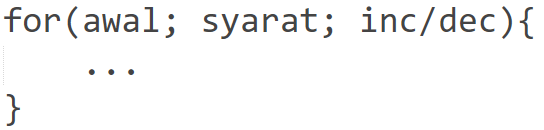 for(awal; syarat; inc/dec){
    ...
}